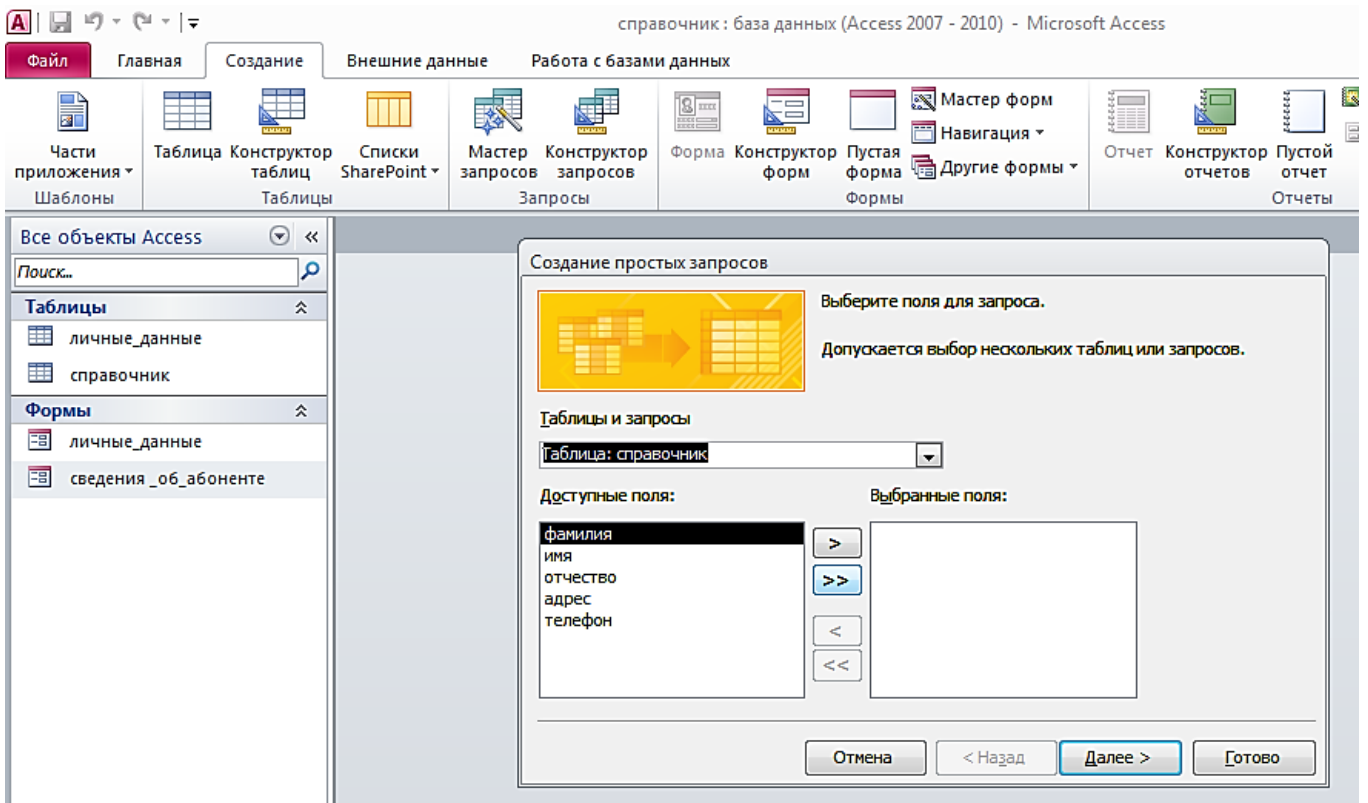 справочник : база данных (Access 2007 - 2010) - Microsoft Access
Файл Главная Создание Внешние данные Работа с базами данных
Части приложения
Таблица
Конструктор таблиц
Списки SharePoint
Мастер запросов
Конструктор запросов
Форма
Конструктор форм
Пустая форма
Мастер форм
Навигация
Другие формы
Отчет
Конструктор отчетов
Пустой отчет
Шаблоны Таблицы Запросы Формы Отчеты
Все объекты Access
Поиск...
Таблицы
личные_данные
справочник
Формы
личные_данные
сведения _об_абоненте
Создание простых запросов
Выберите поля для запроса.
Допускается выбор нескольких таблиц или запросов.
Таблицы и запросы
Таблица: справочник
Доступные поля:
фамилия
имя
отчество
адрес
телефон
>
>>
<
<<
Выбранные поля:
Отмена < Назад Далее > Готово